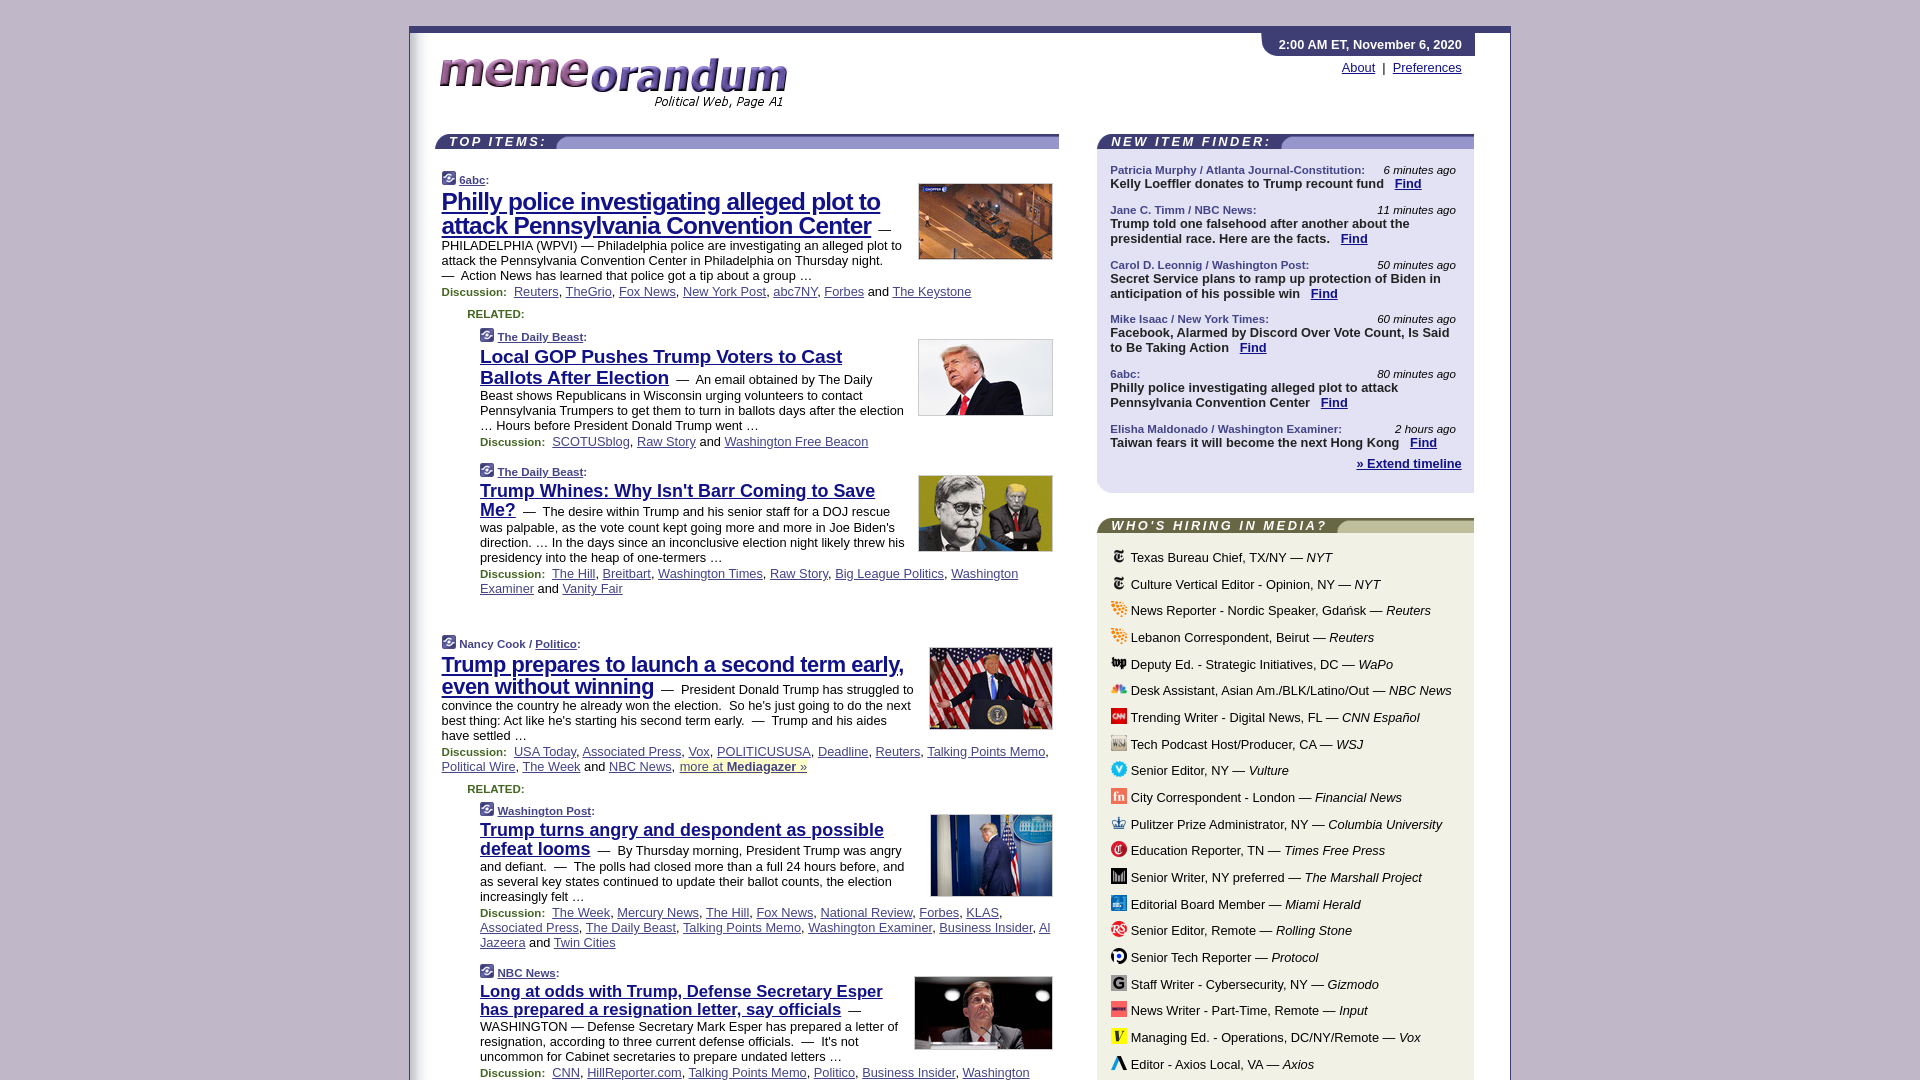 2:00 AM ET, November 6, 2020
memeorandum
Political Web, Page A1
About | Preferences
TOP ITEMS:
6abc:
Philly police investigating alleged plot to
attack Pennsylvania Convention Center —
PHILADELPHIA (WPVI) — Philadelphia police are investigating an alleged plot to
attack the Pennsylvania Convention Center in Philadelphia on Thursday night.
— Action News has learned that police got a tip about a group …
Discussion: Reuters, TheGrio, Fox News, New York Post, abc7NY, Forbes and The Keystone
RELATED:
The Daily Beast:
Local GOP Pushes Trump Voters to Cast
Ballots After Election — An email obtained by The Daily
Beast shows Republicans in Wisconsin urging volunteers to contact
Pennsylvania Trumpers to get them to turn in ballots days after the election
… Hours before President Donald Trump went …
Discussion: SCOTUSblog, Raw Story and Washington Free Beacon
The Daily Beast:
Trump Whines: Why Isn't Barr Coming to Save
Me? — The desire within Trump and his senior staff for a DOJ rescue
was palpable, as the vote count kept going more and more in Joe Biden's
direction. … In the days since an inconclusive election night likely threw his
presidency into the heap of one-termers …
Discussion: The Hill, Breitbart, Washington Times, Raw Story, Big League Politics, Washington
Examiner and Vanity Fair
Nancy Cook / Politico:
Trump prepares to launch a second term early,
even without winning — President Donald Trump has struggled to
convince the country he already won the election. So he's just going to do the next
best thing: Act like he's starting his second term early. — Trump and his aides
have settled …
Discussion: USA Today, Associated Press, Vox, POLITICUSUSA, Deadline, Reuters, Talking Points Memo,
Political Wire, The Week and NBC News, more at Mediagazer »
RELATED:
Washington Post:
Trump turns angry and despondent as possible
defeat looms — By Thursday morning, President Trump was angry
and defiant. — The polls had closed more than a full 24 hours before, and
as several key states continued to update their ballot counts, the election
increasingly felt …
Discussion: The Week, Mercury News, The Hill, Fox News, National Review, Forbes, KLAS,
Associated Press, The Daily Beast, Talking Points Memo, Washington Examiner, Business Insider, Al
Jazeera and Twin Cities
NBC News:
Long at odds with Trump, Defense Secretary Esper
has prepared a resignation letter, say officials —
WASHINGTON — Defense Secretary Mark Esper has prepared a letter of
resignation, according to three current defense officials. — It's not
uncommon for Cabinet secretaries to prepare undated letters …
Discussion: CNN, HillReporter.com, Talking Points Memo, Politico, Business Insider, Washington
NEW ITEM FINDER:
Patricia Murphy / Atlanta Journal-Constitution: 6 minutes ago
Kelly Loeffler donates to Trump recount fund Find
Jane C. Timm / NBC News: 11 minutes ago
Trump told one falsehood after another about the
presidential race. Here are the facts. Find
Carol D. Leonnig / Washington Post: 50 minutes ago
Secret Service plans to ramp up protection of Biden in
anticipation of his possible win Find
Mike Isaac / New York Times: 60 minutes ago
Facebook, Alarmed by Discord Over Vote Count, Is Said
to Be Taking Action Find
6abc: 80 minutes ago
Philly police investigating alleged plot to attack
Pennsylvania Convention Center Find
Elisha Maldonado / Washington Examiner: 2 hours ago
Taiwan fears it will become the next Hong Kong Find
» Extend timeline
WHO'S HIRING IN MEDIA?
Texas Bureau Chief, TX/NY — NYT
Culture Vertical Editor - Opinion, NY — NYT
News Reporter - Nordic Speaker, Gdańsk — Reuters
Lebanon Correspondent, Beirut — Reuters
Deputy Ed. - Strategic Initiatives, DC — WaPo
Desk Assistant, Asian Am./BLK/Latino/Out — NBC News
Trending Writer - Digital News, FL — CNN Español
Tech Podcast Host/Producer, CA — WSJ
Senior Editor, NY — Vulture
City Correspondent - London — Financial News
Pulitzer Prize Administrator, NY — Columbia University
Education Reporter, TN — Times Free Press
Senior Writer, NY preferred — The Marshall Project
Editorial Board Member — Miami Herald
Senior Editor, Remote — Rolling Stone
Senior Tech Reporter — Protocol
Staff Writer - Cybersecurity, NY — Gizmodo
News Writer - Part-Time, Remote — Input
Managing Ed. - Operations, DC/NY/Remote — Vox
Editor - Axios Local, VA — Axios